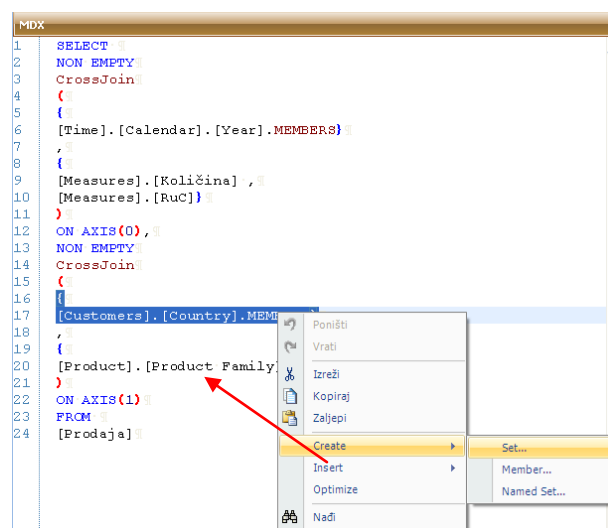 MDX
1 SELECT
2 NON EMPTY
3 CrossJoin
4 (
5 {
6 [Time].[Calendar].[Year].MEMBERS}
7 ,
8 {
9 [Measures].[Količina] ,
10 [Measures].[RuC]}
11 )
12 ON AXIS(0),
13 NON EMPTY
14 CrossJoin
15 (
16 {
17 [Customers].[Country].MEM
18 ,
19 {
20 [Product].[Product Family]
21 )
22 ON AXIS(1)
23 FROM
24 [Prodaja]
Poništi
Vrati
Izreži
Kopiraj
Zaljepi
Create
Insert
Optimize
Nađi
Set...
Member...
Named Set...